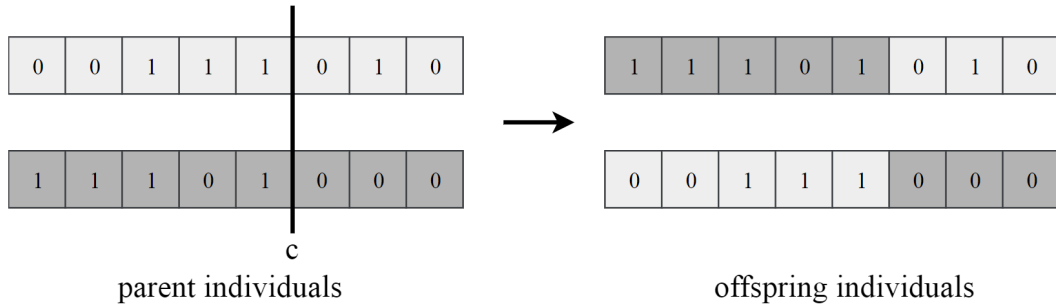 0 0 1 1 1 0 1 0
1 1 1 0 1 0 1 0
1 1 1 0 1 0 0 0
0 0 1 1 1 0 0 0
c
parent individuals
offspring individuals